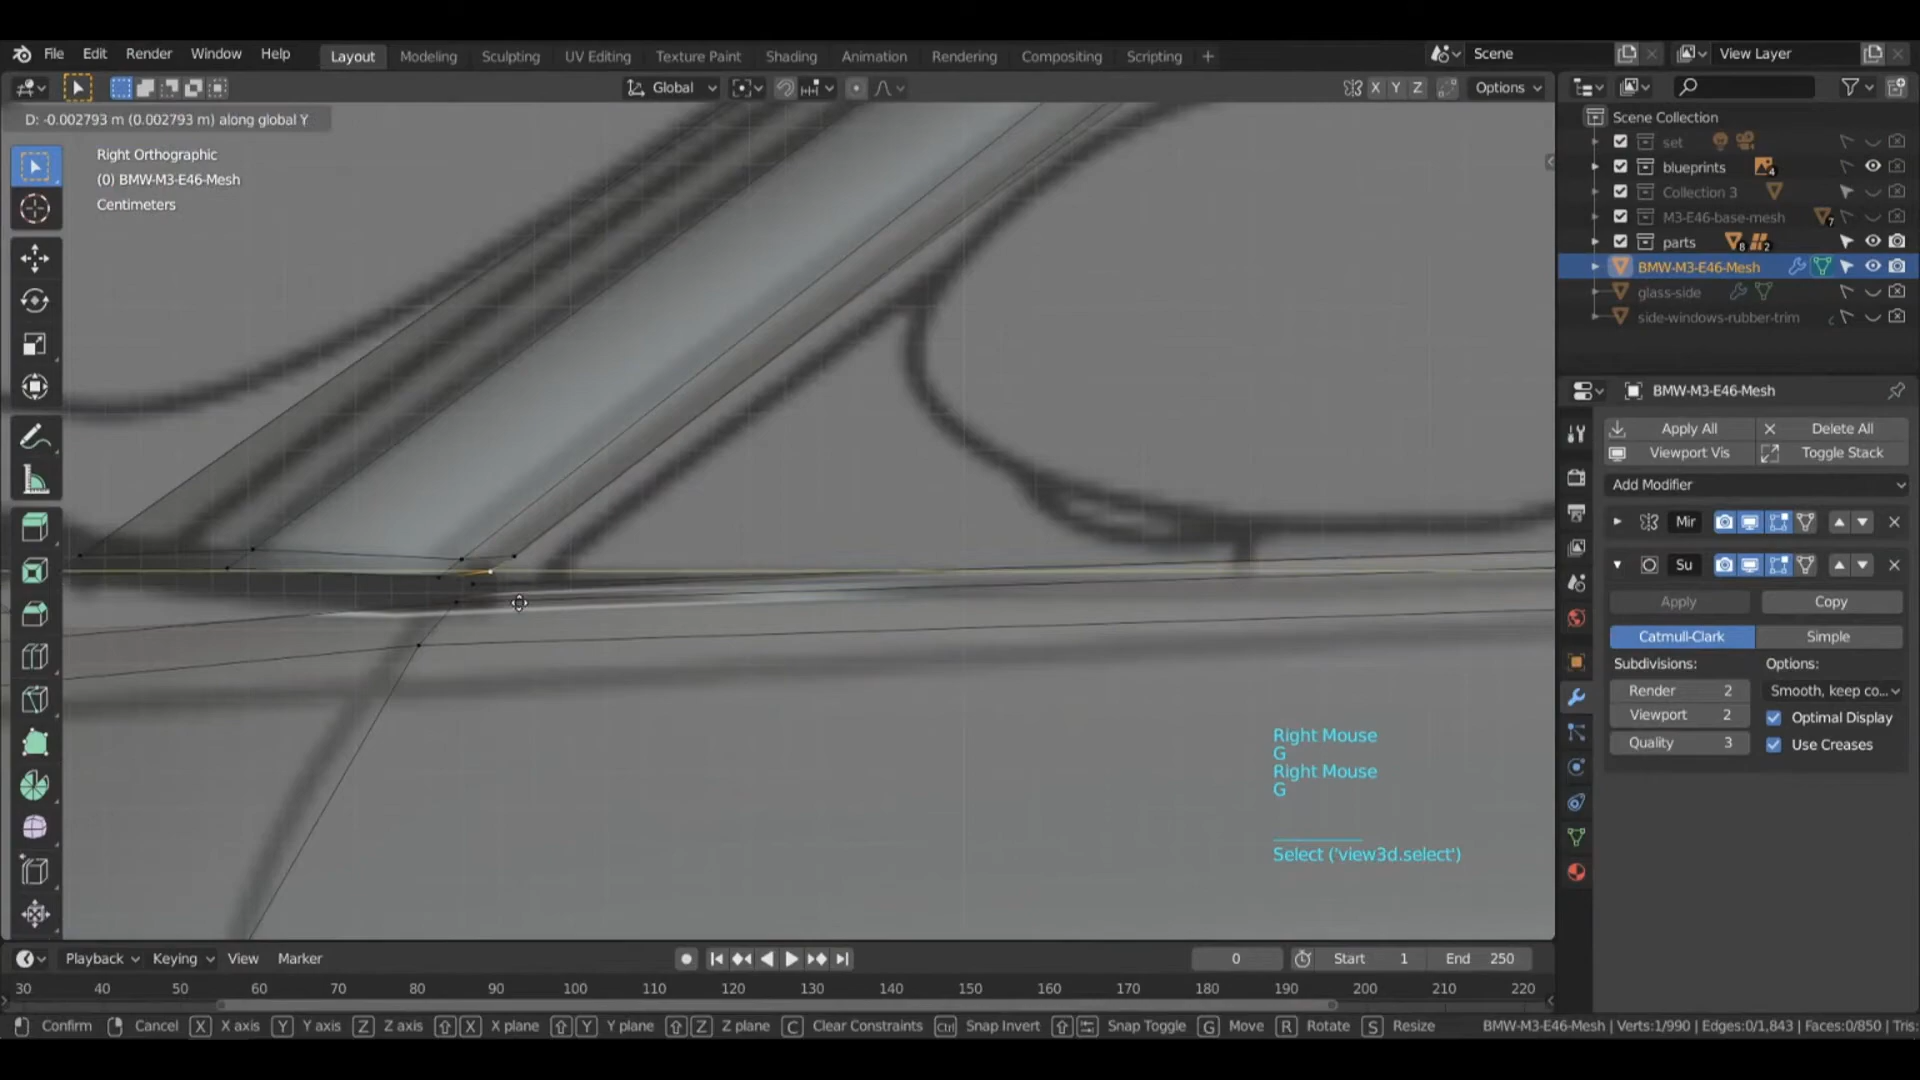 File Edit Render Window Help Layout Modeling Sculpting UV Editing Texture Paint Shading Animation Rendering Compositing Scripting + Scene View Layer
Global X Y Z Options
D: -0.002793 m (0.002793 m) along global Y
Right Orthographic
(0) BMW-M3-E46-Mesh
Centimeters
Scene Collection
set
blueprints 4
Collection 3
M3-E46-base-mesh 7
parts 8 2
BMW-M3-E46-Mesh
glass-side
side-windows-rubber-trim
BMW-M3-E46-Mesh
Apply All Delete All
Viewport Vis Toggle Stack
Add Modifier
Mir
Su
Apply Copy
Catmull-Clark Simple
Subdivisions: Options:
Render 2 Smooth, keep co...
Viewport 2 Optimal Display
Quality 3 Use Creases
Right Mouse
G
Right Mouse
G
Select ('view3d.select')
Playback Keying View Marker 0 Start 1 End 250
30 40 50 60 70 80 90 100 110 120 130 140 150 160 170 180 190 200 210 220
Confirm Cancel X X axis Y Y axis Z Z axis X X plane Y Y plane Z Z plane C Clear Constraints Ctrl Snap Invert Snap Toggle G Move R Rotate S Resize BMW-M3-E46-Mesh | Verts:1/990 | Edges:0/1,843 | Faces:0/850 | Tris: